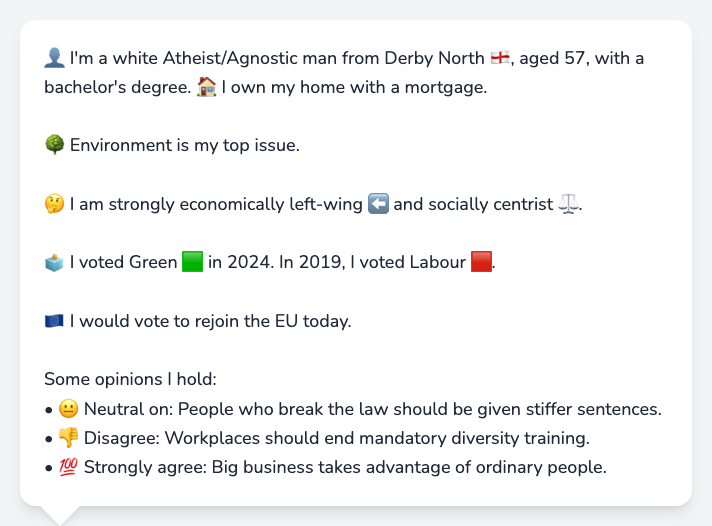 👤 I'm a white Atheist/Agnostic man from Derby North 🏴󠁧󠁢󠁥󠁮󠁧󠁿, aged 57, with a
bachelor's degree. 🏠 I own my home with a mortgage.
🌳 Environment is my top issue.
🤔 I am strongly economically left-wing ⬅️ and socially centrist ⚖️.
🗳️ I voted Green 🟩 in 2024. In 2019, I voted Labour 🟥.
🇪🇺 I would vote to rejoin the EU today.
Some opinions I hold:
• 😐 Neutral on: People who break the law should be given stiffer sentences.
• 👎 Disagree: Workplaces should end mandatory diversity training.
• 💯 Strongly agree: Big business takes advantage of ordinary people.